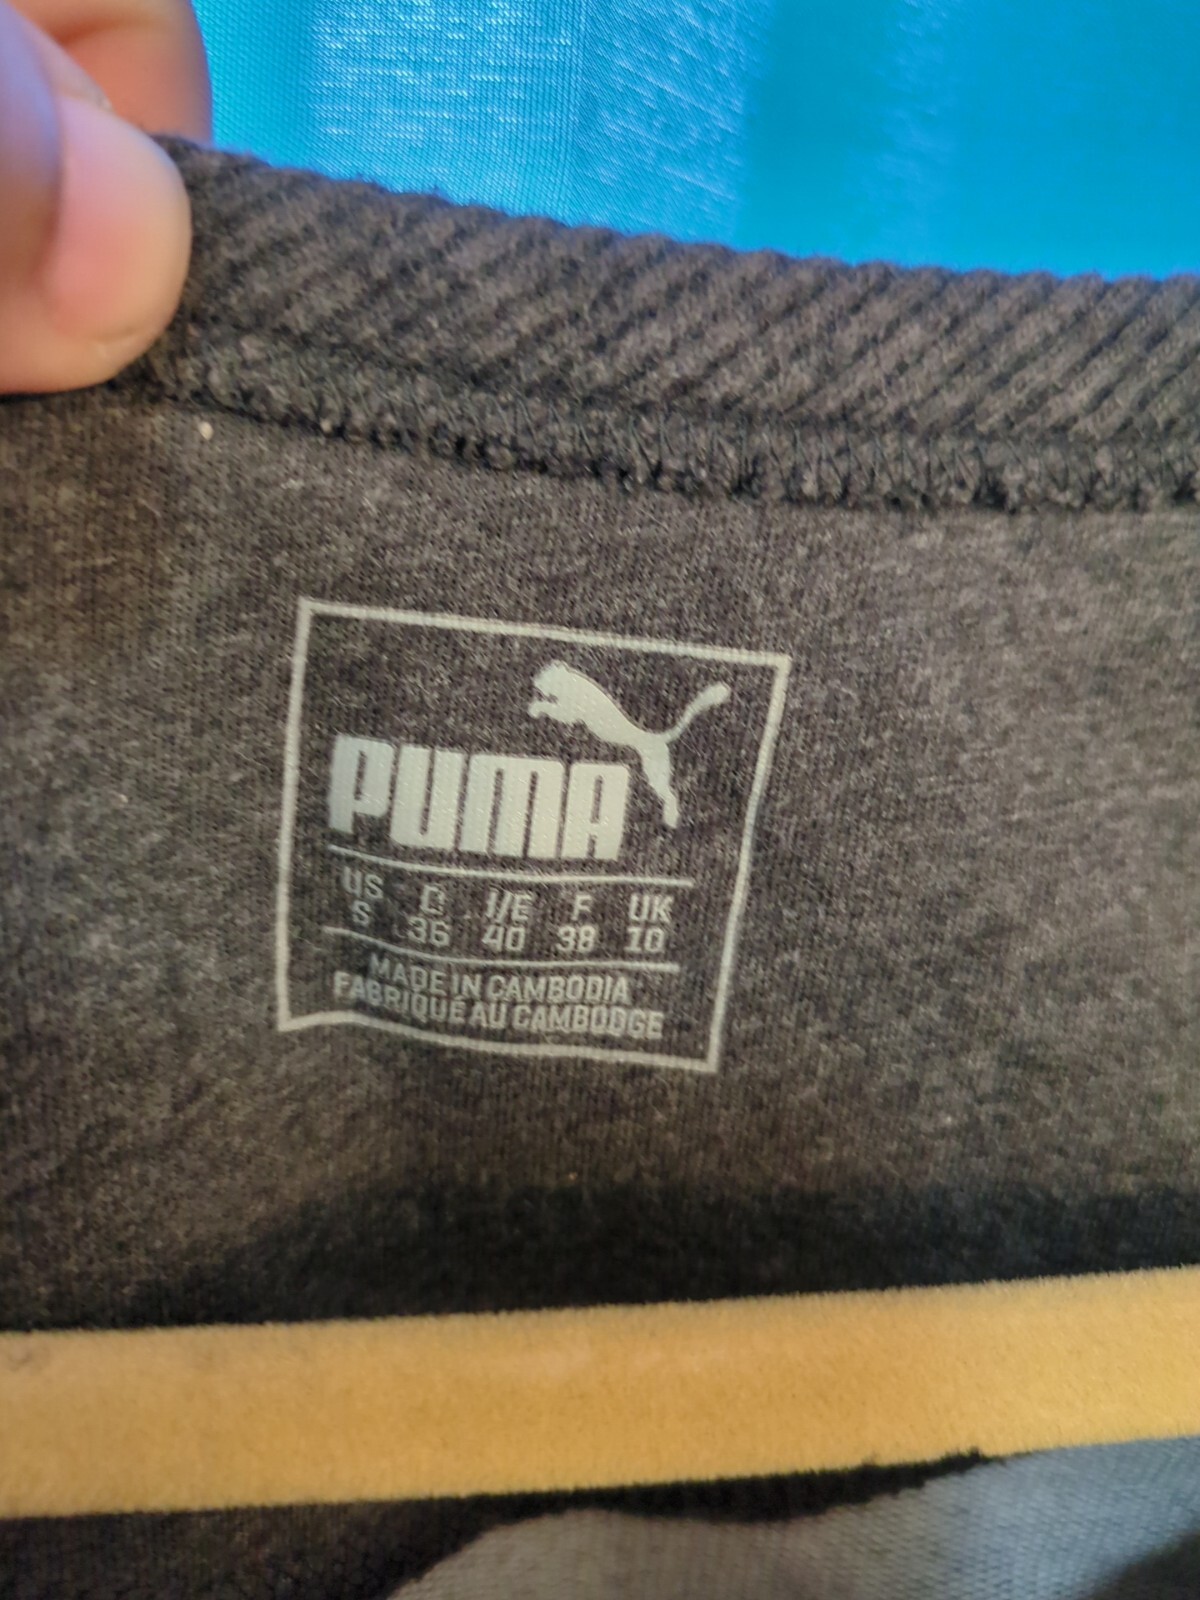 PUMA
US D I/E F UK
S 36 40 38 10
MADE IN CAMBODIA
FABRIQUÉ AU CAMBODGE